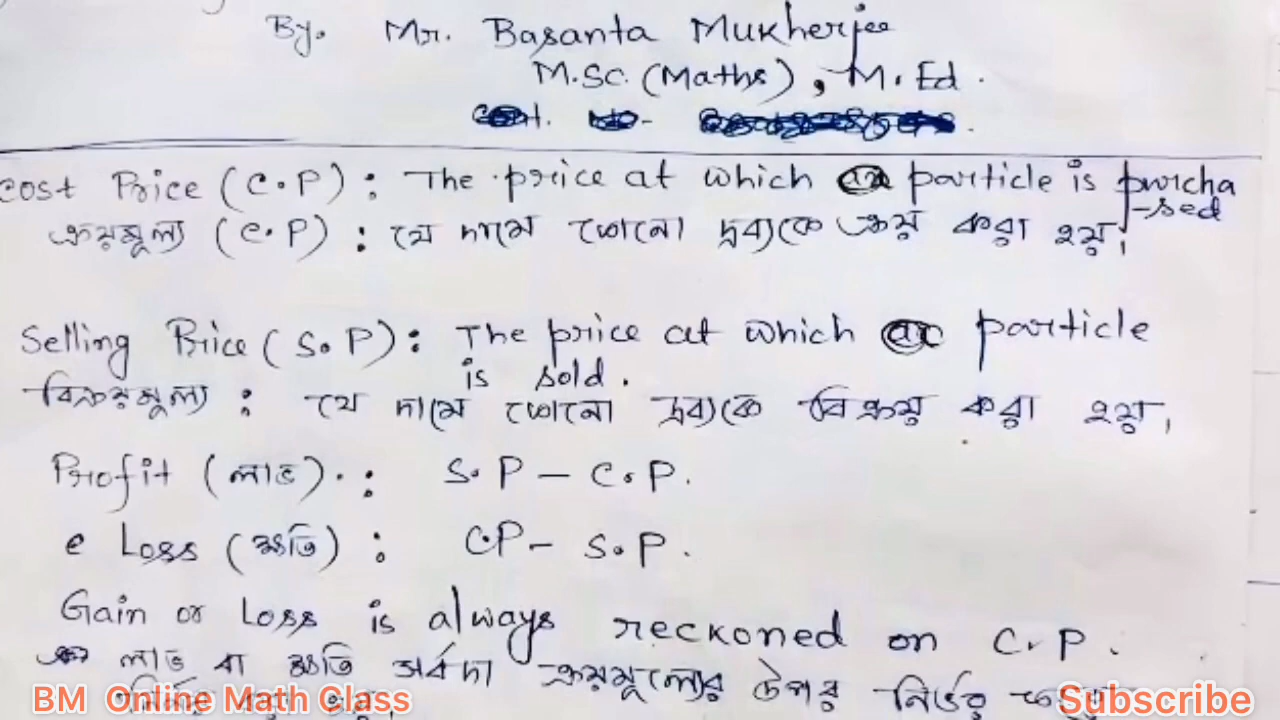 By. Mr. Basanta Mukherjee
M.Sc. (Maths), M. Ed.
Cost Price (C.P) : The price at which particle is purcha
-sed
ক্রয়মূল্য (C.P) : যে দামে কোনো দ্রব্যকে ক্রয় করা হয়।
Selling Price (S.P) : The price at which particle
is sold.
বিক্রয়মূল্য : যে দামে কোনো দ্রব্যকে বিক্রয় করা হয়।
Profit (লাভ) . : S.P - C.P.
e Loss (ক্ষতি) : CP - S.P.
Gain or Loss is always reckoned on C.P.
লাভ বা ক্ষতি সর্বদা ক্রয়মূল্যের উপর নির্ভর
BM Online Math Class
Subscribe